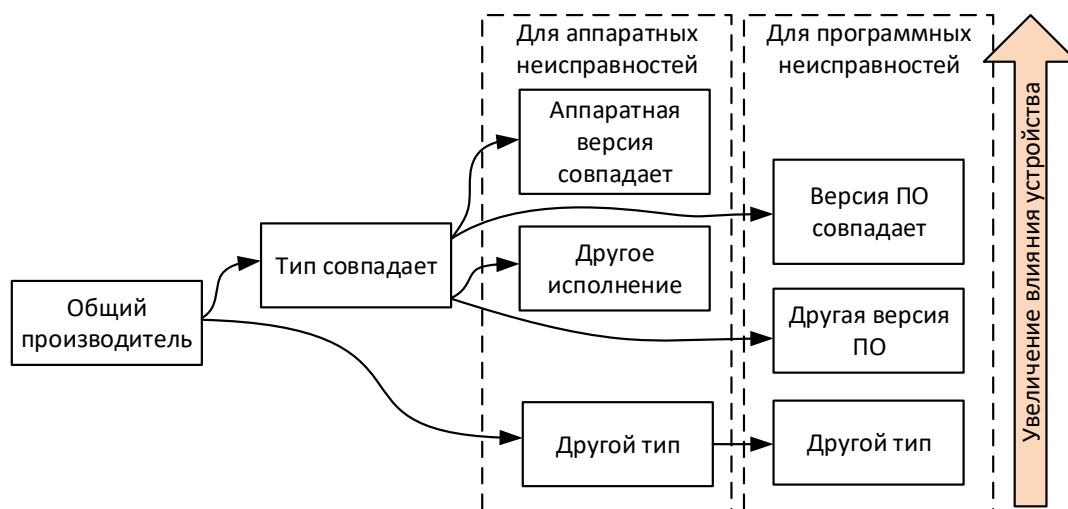 Для аппаратных
неисправностей
Для программных
неисправностей
Увеличение влияния устройства
Аппаратная
версия
совпадает
Версия ПО
совпадает
Тип совпадает
Другое
исполнение
Общий
производитель
Другая версия
ПО
Другой тип
Другой тип